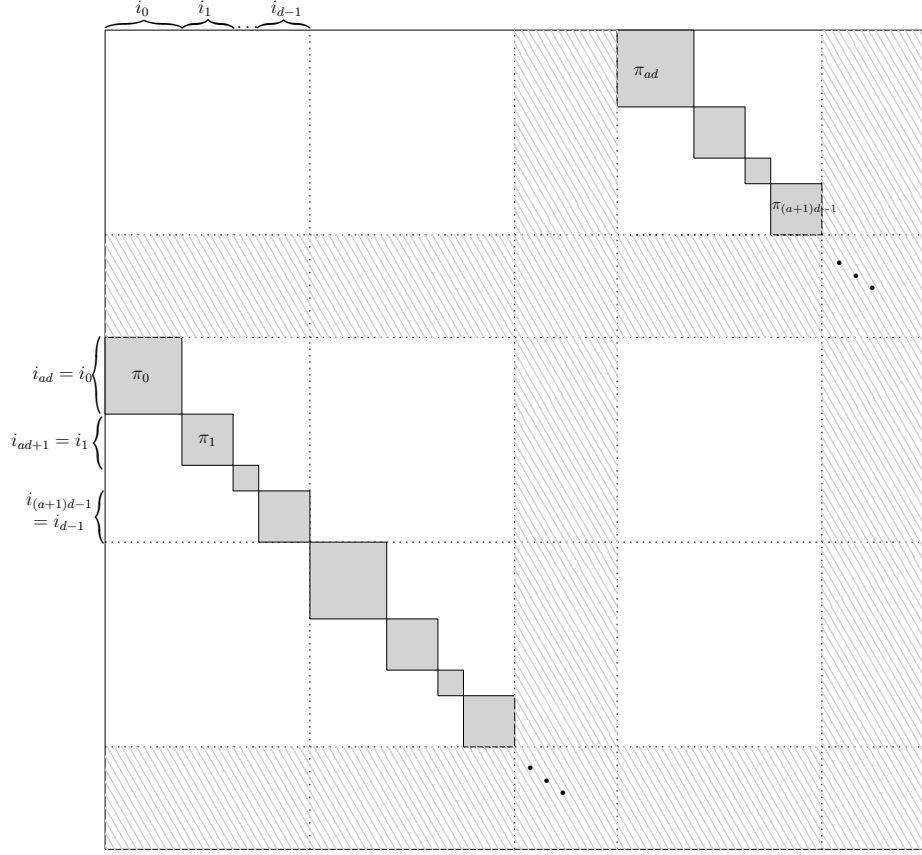 i_0 i_1 ... i_{d-1}
π_{ad}
π_{(a+1)d-1}
i_{ad} = i_0
π_0
i_{ad+1} = i_1
π_1
i_{(a+1)d-1}
= i_{d-1}